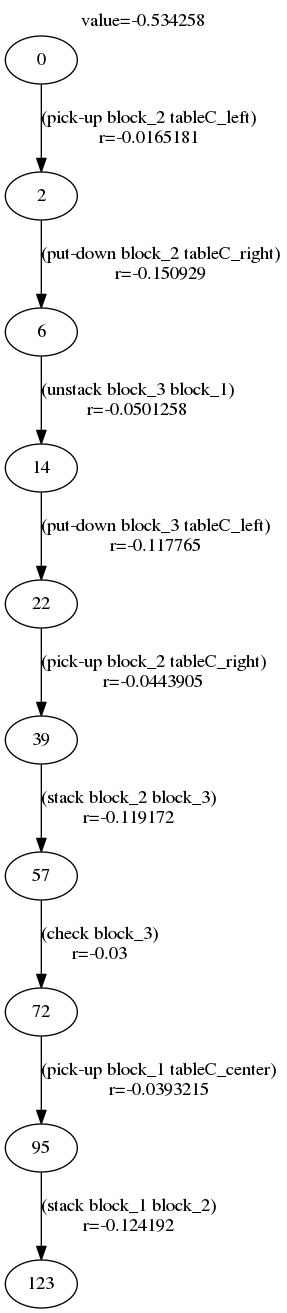 value=-0.534258
0
(pick-up block_2 tableC_left)
r=-0.0165181
2
(put-down block_2 tableC_right)
r=-0.150929
6
(unstack block_3 block_1)
r=-0.0501258
14
(put-down block_3 tableC_left)
r=-0.117765
22
(pick-up block_2 tableC_right)
r=-0.0443905
39
(stack block_2 block_3)
r=-0.119172
57
(check block_3)
r=-0.03
72
(pick-up block_1 tableC_center)
r=-0.0393215
95
(stack block_1 block_2)
r=-0.124192
123